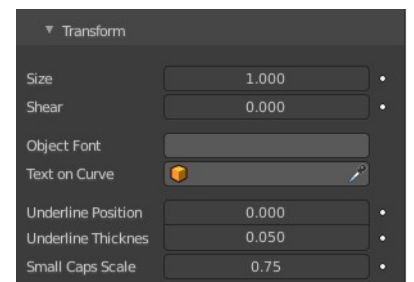 Transform
Size 1.000
Shear 0.000
Object Font
Text on Curve
Underline Position 0.000
Underline Thicknes 0.050
Small Caps Scale 0.75